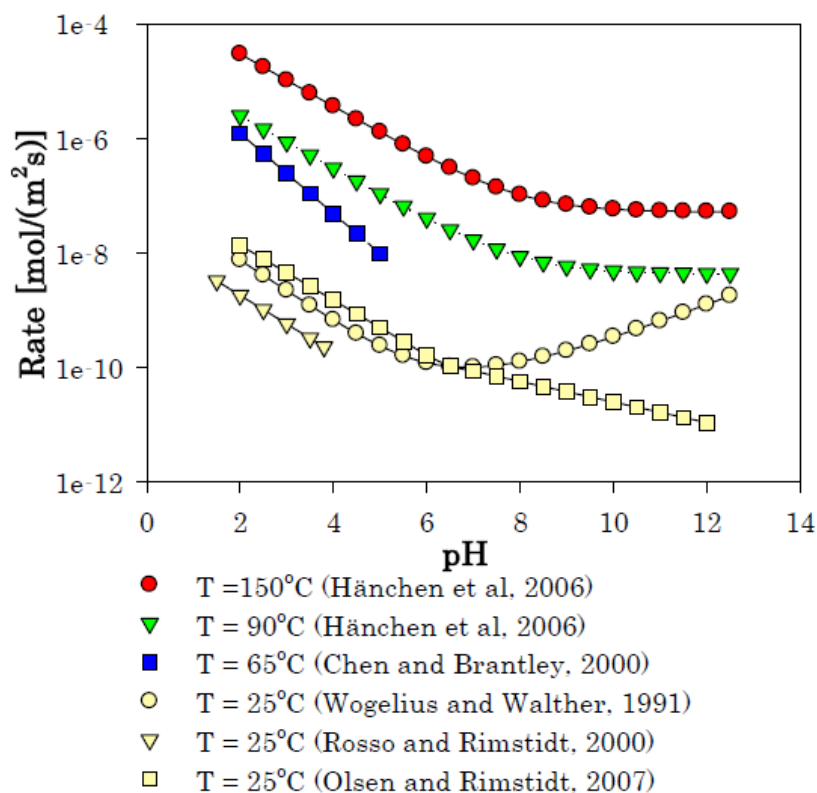 1e-4
1e-6
1e-8
1e-10
1e-12
Rate [mol/(m²s)]
0 2 4 6 8 10 12 14
pH
T =150°C (Hänchen et al, 2006)
T = 90°C (Hänchen et al, 2006)
T = 65°C (Chen and Brantley, 2000)
T = 25°C (Wogelius and Walther, 1991)
T = 25°C (Rosso and Rimstidt, 2000)
T = 25°C (Olsen and Rimstidt, 2007)